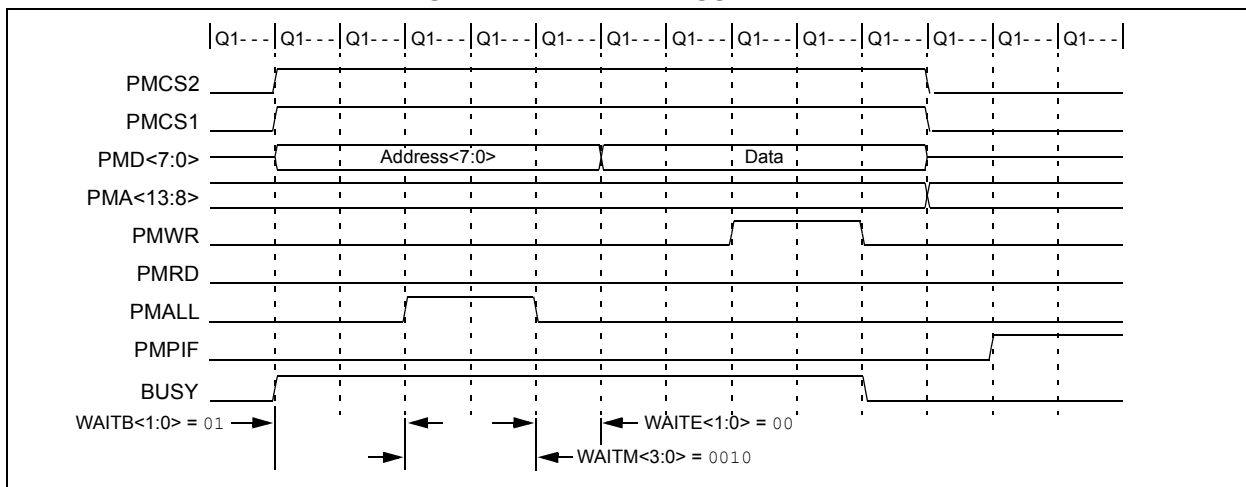 Q1- - - Q1- - - Q1- - - Q1- - - Q1- - - Q1- - - Q1- - - Q1- - - Q1- - - Q1- - - Q1- - - Q1- - - Q1- - - Q1- - -
PMCS2
PMCS1
PMD<7:0> Address<7:0> Data
PMA<13:8>
PMWR
PMRD
PMALL
PMPIF
BUSY
WAITB<1:0> = 01 WAITE<1:0> = 00
WAITM<3:0> = 0010